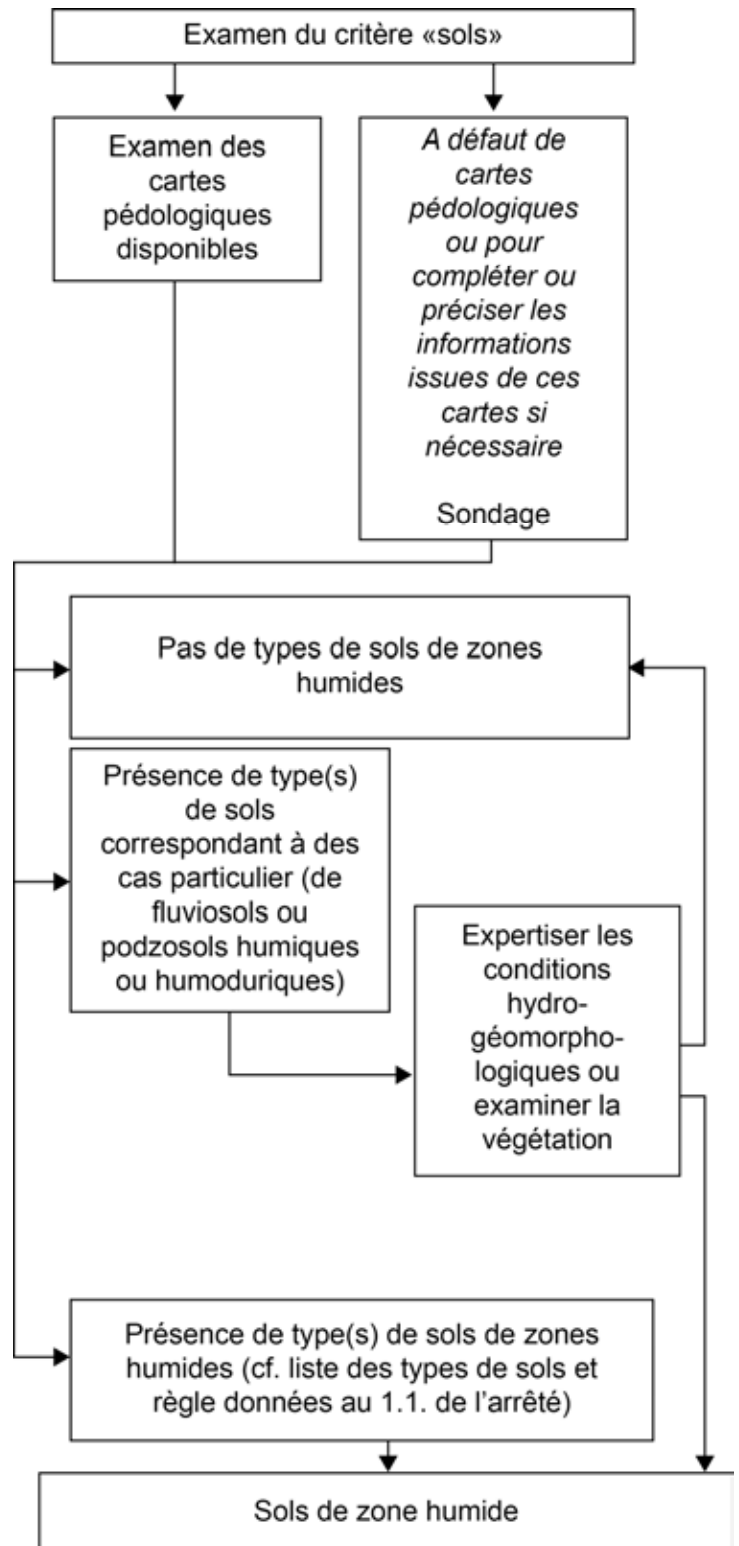 Examen du critère «sols»
Examen des
cartes
pédologiques
disponibles
A défaut de
cartes
pédologiques
ou pour
compléter ou
préciser les
informations
issues de ces
cartes si
nécessaire
Sondage
Pas de types de sols de zones
humides
Présence de type(s)
de sols
correspondant à des
cas particulier (de
fluviosols ou
podzosols humiques
ou humoduriques)
Expertiser les
conditions
hydro-
géomorpho-
logiques ou
examiner la
végétation
Présence de type(s) de sols de zones
humides (cf. liste des types de sols et
règle données au 1.1. de l’arrêté)
Sols de zone humide